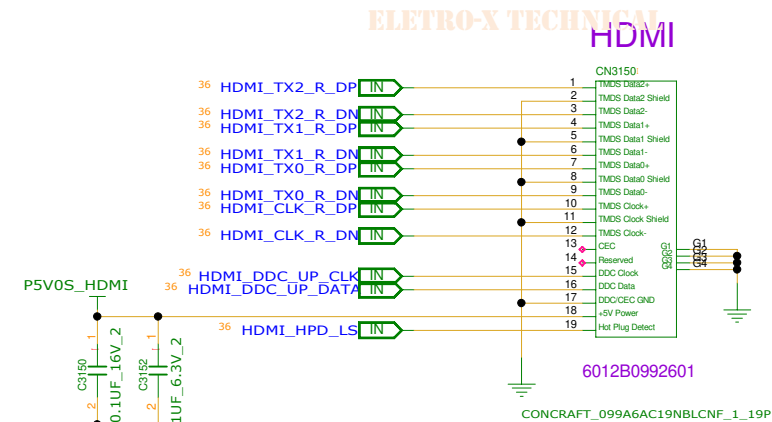 ELETRO-X TECHNICAL
HDMI
CN3150
36 HDMI_TX2_R_DP IN 1 TMDS Data2+
2 TMDS Data2 Shield
36 HDMI_TX2_R_DN IN 3 TMDS Data2-
36 HDMI_TX1_R_DP IN 4 TMDS Data1+
5 TMDS Data1 Shield
36 HDMI_TX1_R_DN IN 6 TMDS Data1-
36 HDMI_TX0_R_DP IN 7 TMDS Data0+
8 TMDS Data0 Shield
36 HDMI_TX0_R_DN IN 9 TMDS Data0-
36 HDMI_CLK_R_DP IN 10 TMDS Clock+
11 TMDS Clock Shield
36 HDMI_CLK_R_DN IN 12 TMDS Clock-
13 CEC G1 G1
G2 G2
14 Reserved G3 G3
G4 G4
36 HDMI_DDC_UP_CLK IN 15 DDC Clock
36 HDMI_DDC_UP_DATA IN 16 DDC Data
P5V0S_HDMI
17 DDC/CEC GND
18 +5V Power
36 HDMI_HPD_LS IN 19 Hot Plug Detect
1 C3150 2 0.1UF_16V_2
1 C3152 2 1UF_6.3V_2
6012B0992601
CONCRAFT_099A6AC19NBLCNF_1_19P